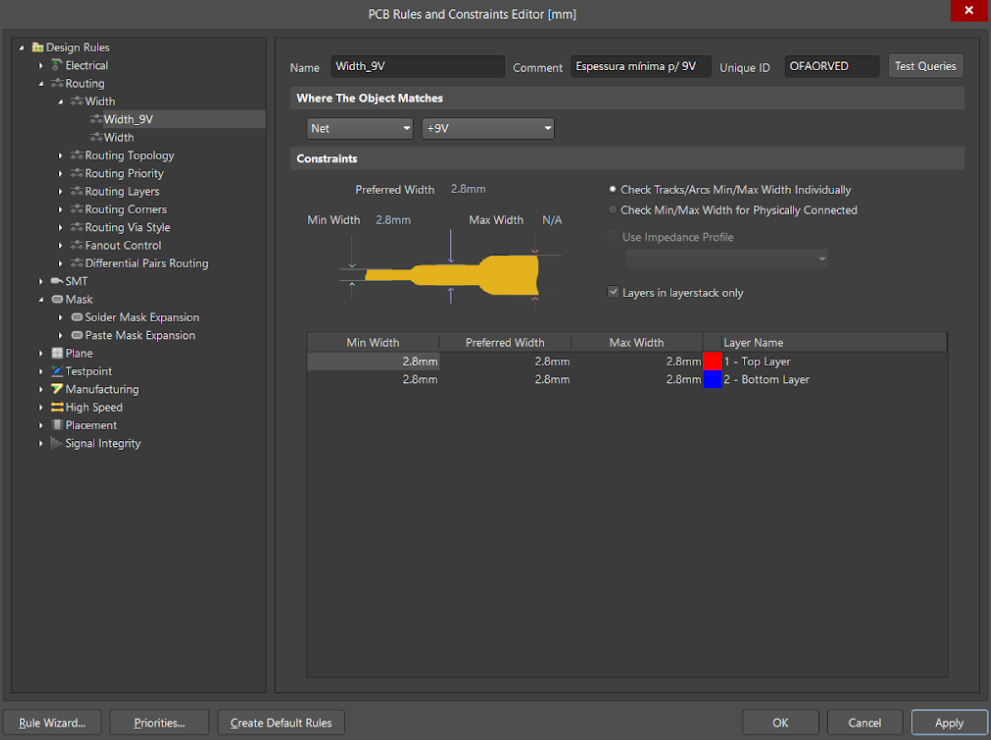 PCB Rules and Constraints Editor [mm]
Design Rules
Electrical
Routing
Width
Width_9V
Width
Routing Topology
Routing Priority
Routing Layers
Routing Corners
Routing Via Style
Fanout Control
Differential Pairs Routing
SMT
Mask
Solder Mask Expansion
Paste Mask Expansion
Plane
Testpoint
Manufacturing
High Speed
Placement
Signal Integrity
Name Width_9V Comment Espessura mínima p/ 9V Unique ID OFAORVED Test Queries
Where The Object Matches
Net +9V
Constraints
Preferred Width 2.8mm
Min Width 2.8mm Max Width N/A
Check Tracks/Arcs Min/Max Width Individually
Check Min/Max Width for Physically Connected
Use Impedance Profile
Layers in layerstack only
Min Width Preferred Width Max Width Layer Name
2.8mm 2.8mm 2.8mm 1 - Top Layer
2.8mm 2.8mm 2.8mm 2 - Bottom Layer
Rule Wizard... Priorities... Create Default Rules OK Cancel Apply